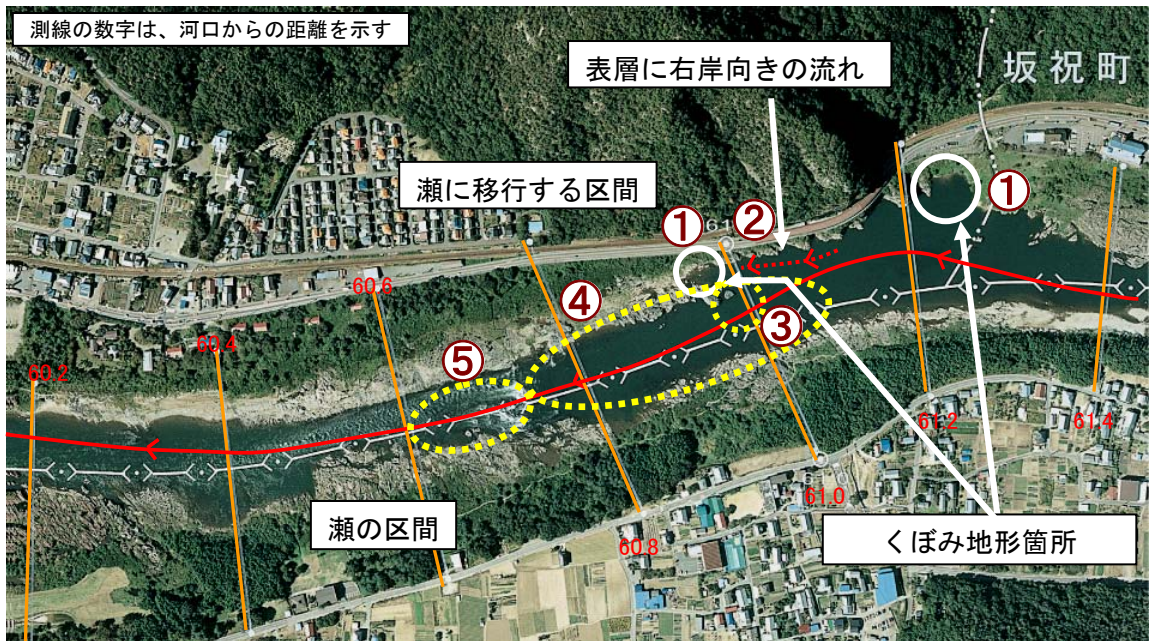 測線の数字は、河口からの距離を示す
表層に右岸向きの流れ
坂祝町
瀬に移行する区間
①
②
①
60.6
④
③
60.4
⑤
60.2
61.2
61.4
瀬の区間
61.0
60.8
くぼみ地形箇所